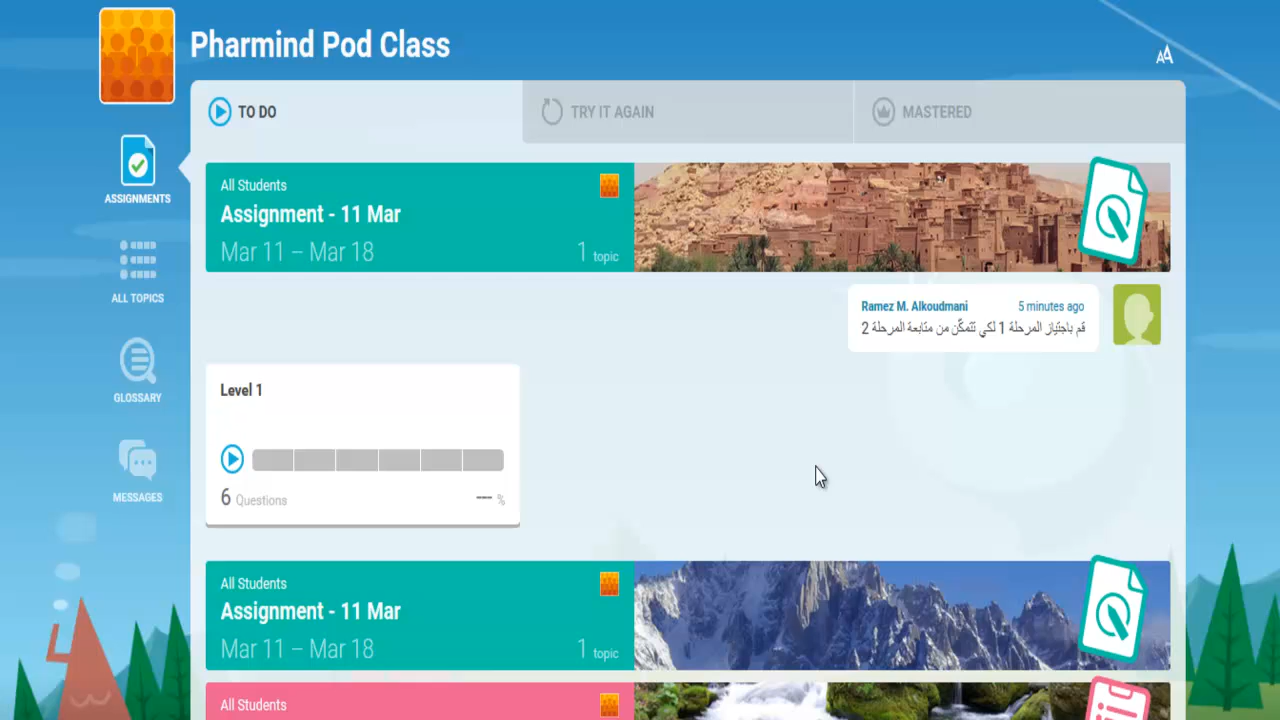 Pharmind Pod Class
AA
TO DO
TRY IT AGAIN
MASTERED
ASSIGNMENTS
ALL TOPICS
GLOSSARY
MESSAGES
All Students
Assignment - 11 Mar
Mar 11 – Mar 18
1 topic
Ramez M. Alkoudmani 5 minutes ago
قم باجتياز المرحلة 1 لكي تتمكّن من متابعة المرحلة 2
Level 1
6 Questions
--- %
All Students
Assignment - 11 Mar
Mar 11 – Mar 18
1 topic
All Students